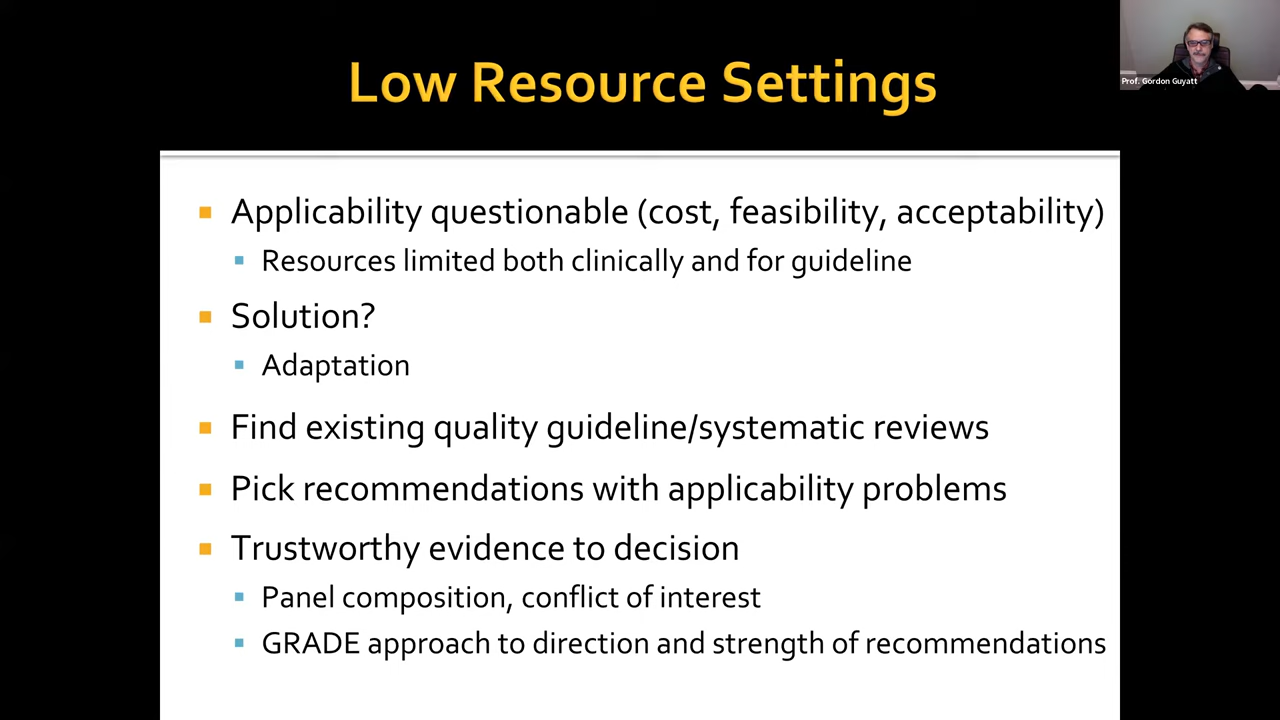 Low Resource Settings
Prof. Gordon Guyatt
Applicability questionable (cost, feasibility, acceptability)
Resources limited both clinically and for guideline
Solution?
Adaptation
Find existing quality guideline/systematic reviews
Pick recommendations with applicability problems
Trustworthy evidence to decision
Panel composition, conflict of interest
GRADE approach to direction and strength of recommendations